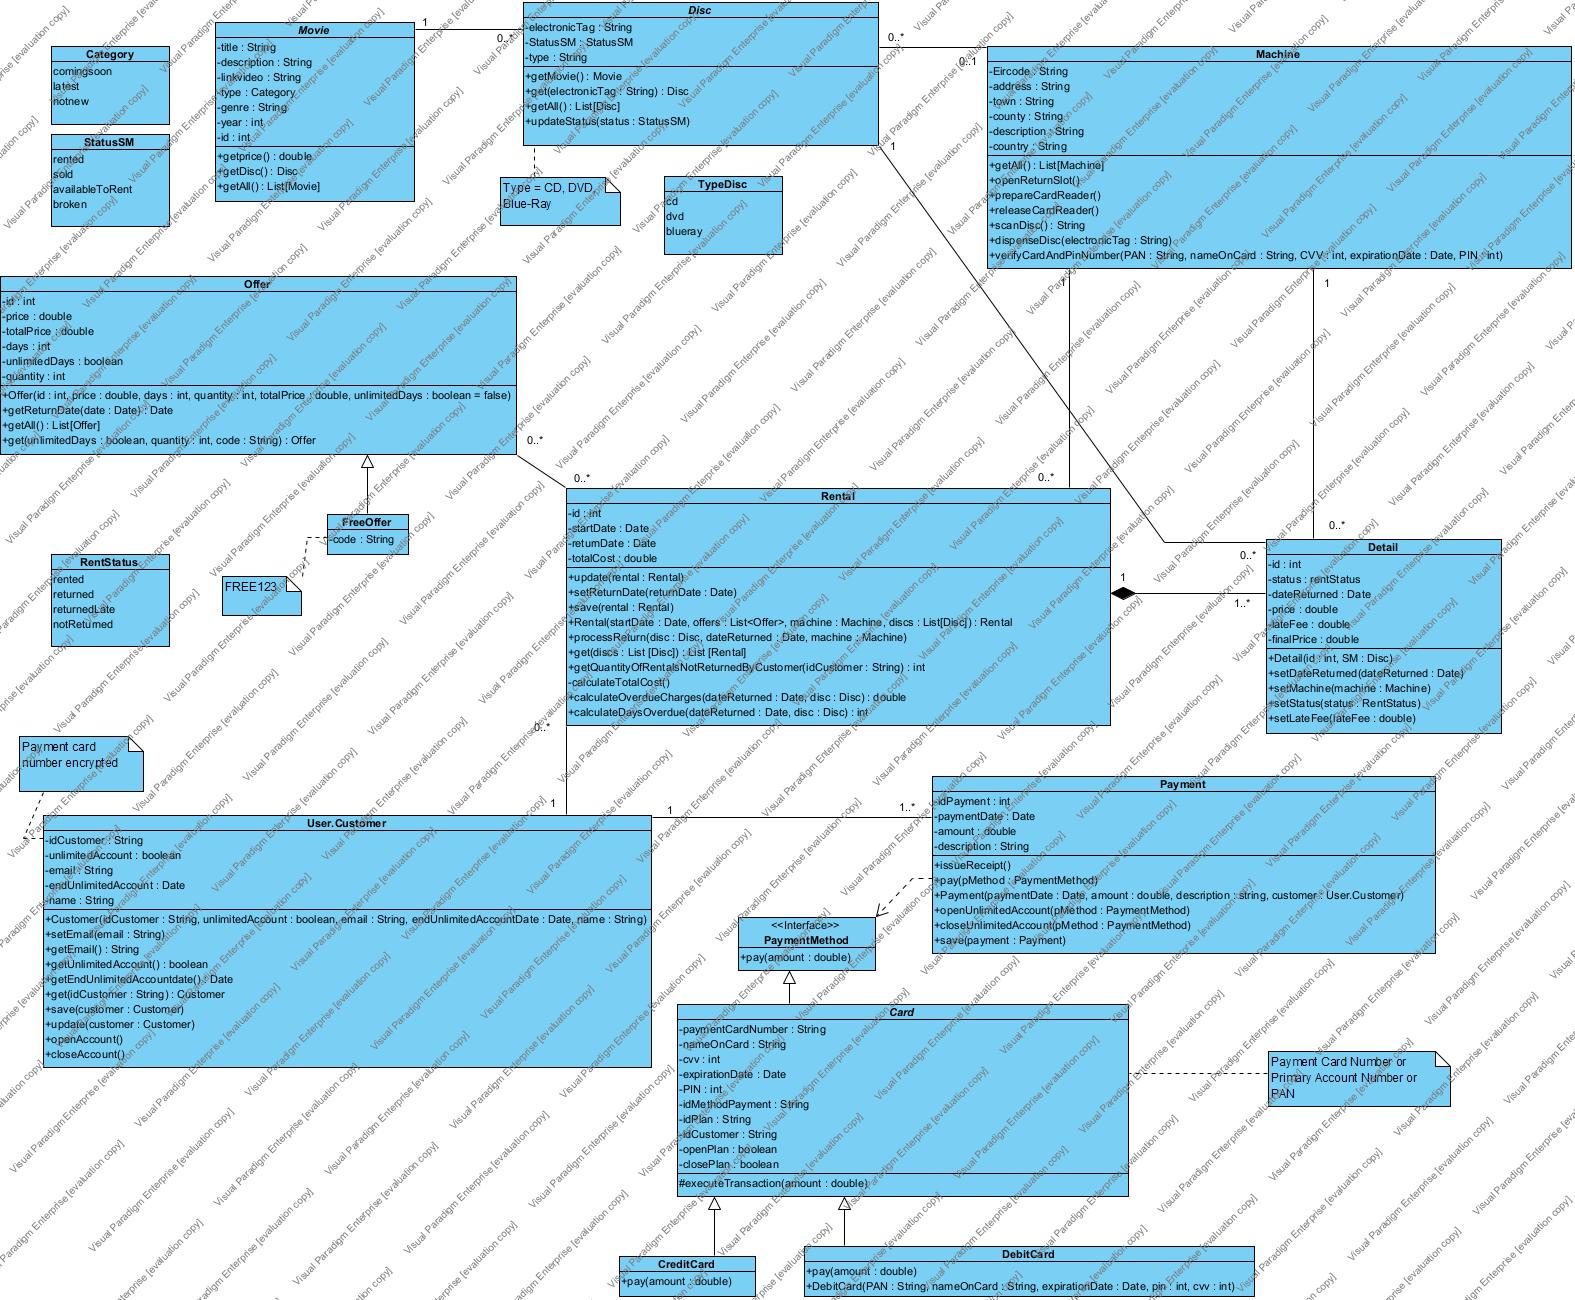 Category
comingsoon
latest
notnew
StatusSM
rented
sold
availableToRent
broken
Movie
-title : String
-description : String
-linkvideo : String
-type : Category
-genre : String
-year : int
-id : int
+getprice() : double
+getDisc() : Disc
+getAll() : List[Movie]
1
0..*
Disc
-electronicTag : String
-StatusSM : StatusSM
-type : String
+getMovie() : Movie
+get(electronicTag : String) : Disc
+getAll() : List[Disc]
+updateStatus(status : StatusSM)
Type = CD, DVD,
Blue-Ray
TypeDisc
cd
dvd
blueray
0..*
0..1
1
Machine
-Eircode : String
-address : String
-town : String
-county : String
-description : String
-country : String
+getAll() : List[Machine]
+openReturnSlot()
+prepareCardReader()
+releaseCardReader()
+scanDisc() : String
+dispenseDisc(electronicTag : String)
+verifyCardAndPinNumber(PAN : String, nameOnCard : String, CVV : int, expirationDate : Date, PIN : int)
1
1
Offer
-id : int
-price : double
-totalPrice : double
-days : int
-unlimitedDays : boolean
-quantity : int
+Offer(id : int, price : double, days : int, quantity : int, totalPrice : double, unlimitedDays : boolean = false)
+getReturnDate(date : Date) : Date
+getAll() : List[Offer]
+get(unlimitedDays : boolean, quantity : int, code : String) : Offer
0..*
0..*
0..*
0..*
0..*
FreeOffer
-code : String
FREE123
RentStatus
rented
returned
returnedLate
notReturned
Rental
-id : int
-startDate : Date
-returnDate : Date
-totalCost : double
+update(rental : Rental)
+setReturnDate(returnDate : Date)
+save(rental : Rental)
+Rental(startDate : Date, offers : List<Offer>, machine : Machine, discs : List[Disc]) : Rental
+processReturn(disc : Disc, dateReturned : Date, machine : Machine)
+get(discs : List [Disc]) : List [Rental]
+getQuantityOfRentalsNotReturnedByCustomer(idCustomer : String) : int
-calculateTotalCost()
+calculateOverdueCharges(dateReturned : Date, disc : Disc) : double
+calculateDaysOverdue(dateReturned : Date, disc : Disc) : int
1
1..*
Detail
-id : int
-status : rentStatus
-dateReturned : Date
-price : double
-lateFee : double
-finalPrice : double
+Detail(id : int, SM : Disc)
+setDateReturned(dateReturned : Date)
+setMachine(machine : Machine)
+setStatus(status : RentStatus)
+setLateFee(lateFee : double)
0..*
1
Payment card
number encrypted
User.Customer
-idCustomer : String
-unlimitedAccount : boolean
-email : String
-endUnlimitedAccount : Date
-name : String
+Customer(idCustomer : String, unlimitedAccount : boolean, email : String, endUnlimitedAccountDate : Date, name : String)
+setEmail(email : String)
+getEmail() : String
+getUnlimitedAccount() : boolean
+getEndUnlimitedAccountdate() : Date
+get(idCustomer : String) : Customer
+save(customer : Customer)
+update(customer : Customer)
+openAccount()
+closeAccount()
1
1..*
Payment
-idPayment : int
-paymentDate : Date
-amount : double
-description : String
+issueReceipt()
+pay(pMethod : PaymentMethod)
+Payment(paymentDate : Date, amount : double, description : string, customer : User.Customer)
+openUnlimitedAccount(pMethod : PaymentMethod)
+closeUnlimitedAccount(pMethod : PaymentMethod)
+save(payment : Payment)
<<Interface>>
PaymentMethod
+pay(amount : double)
Card
-paymentCardNumber : String
-nameOnCard : String
-cvv : int
-expirationDate : Date
-PIN : int
-idMethodPayment : String
-idPlan : String
-idCustomer : String
-openPlan : boolean
-closePlan : boolean
#executeTransaction(amount : double)
Payment Card Number or
Primary Account Number or
PAN
CreditCard
+pay(amount : double)
DebitCard
+pay(amount : double)
+DebitCard(PAN : String, nameOnCard : String, expirationDate : Date, pin : int, cvv : int)
Visual Paradigm Enterprise [evaluation copy]